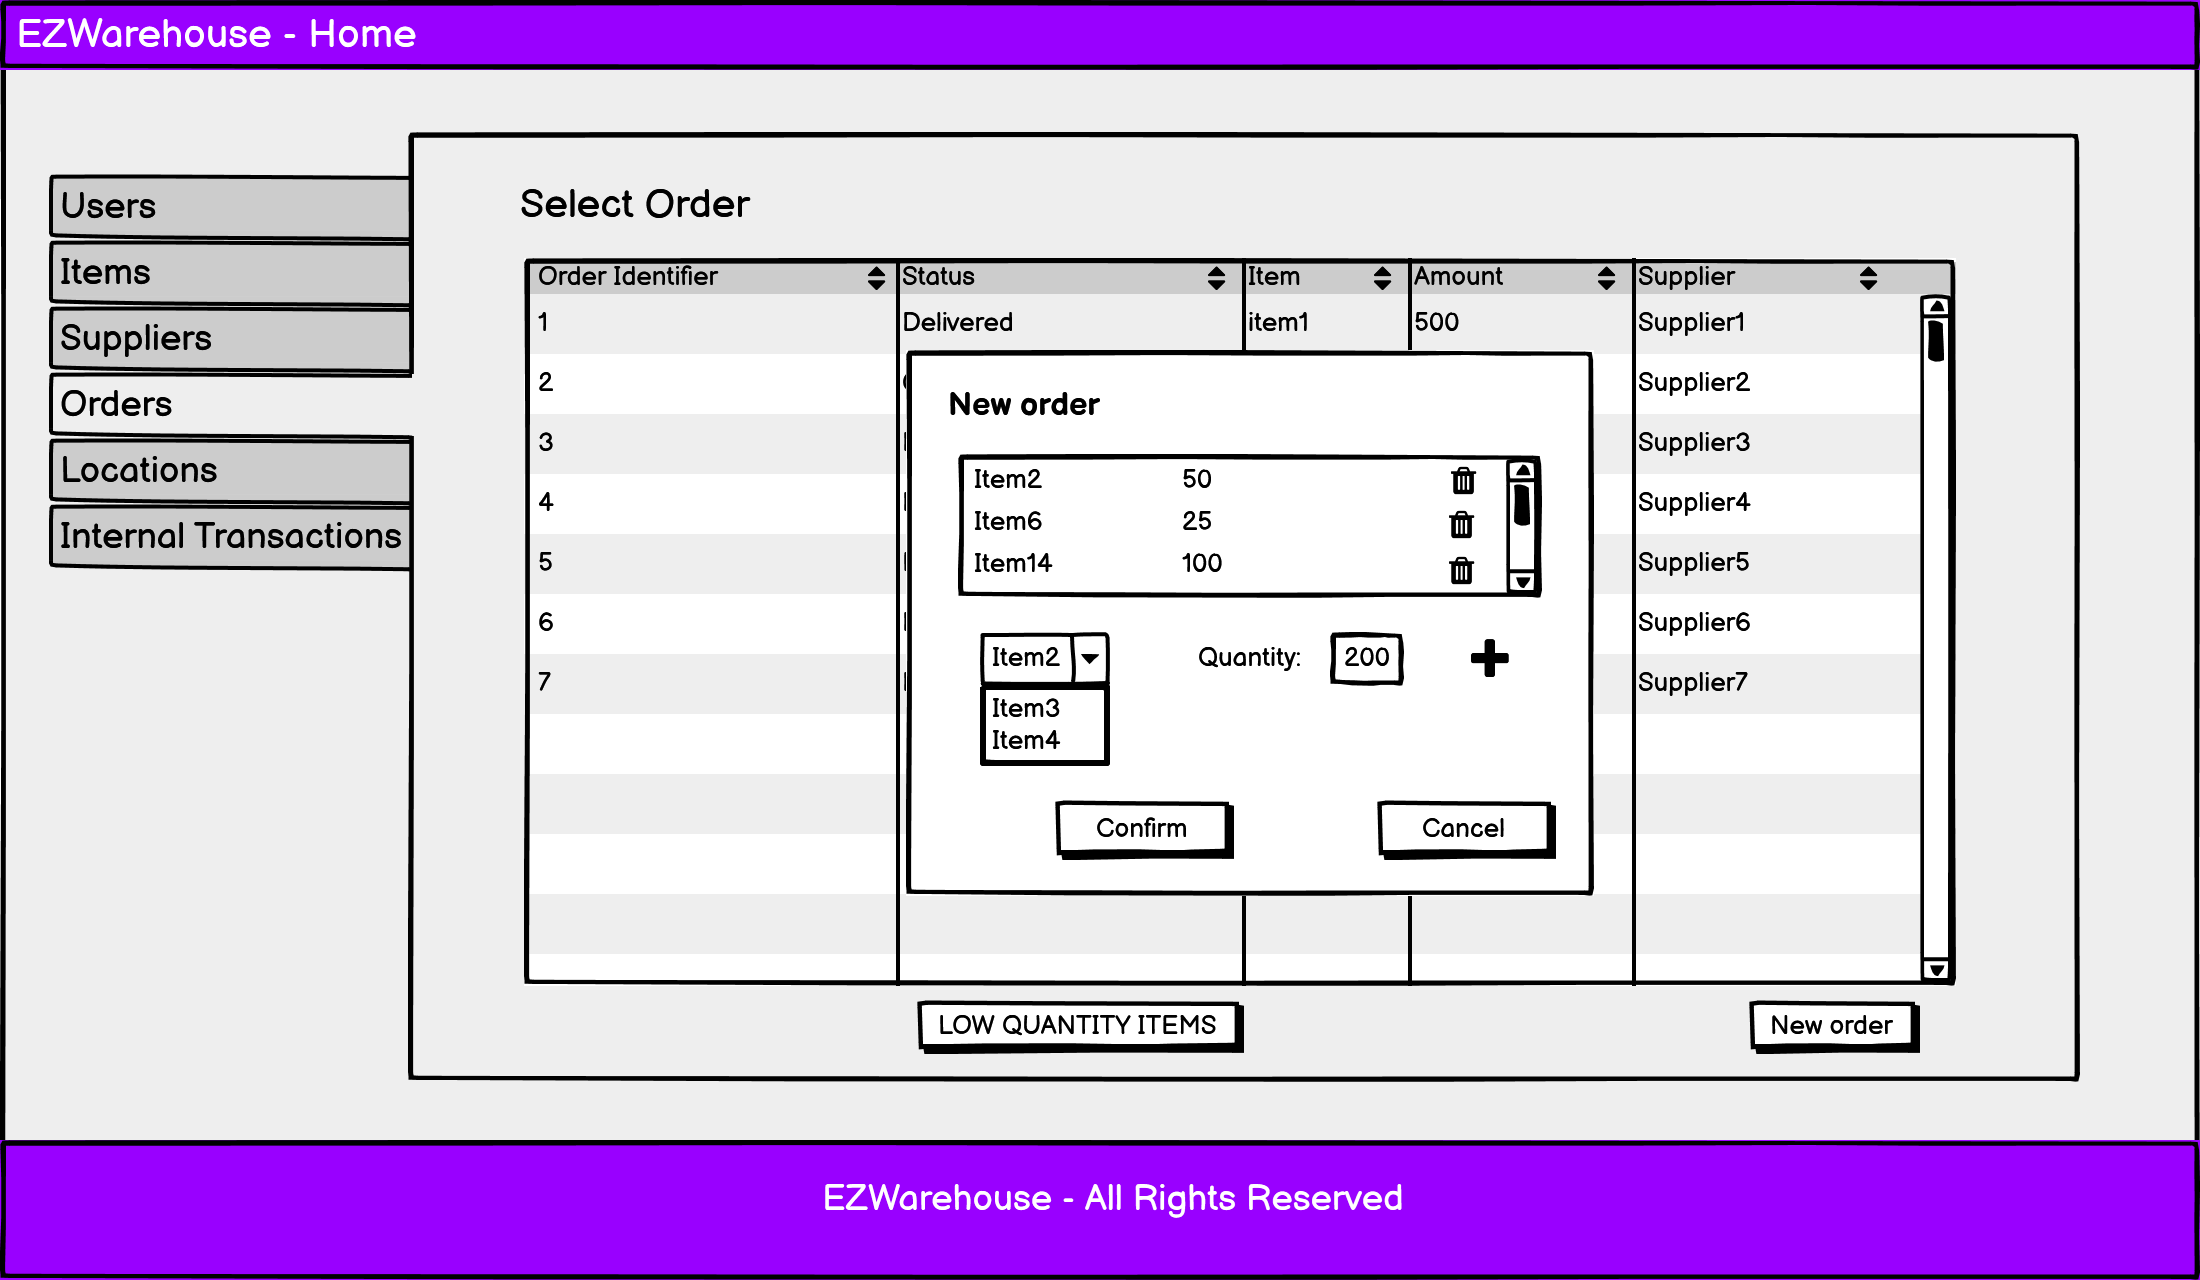 EZWarehouse - Home
Users
Items
Suppliers
Orders
Locations
Internal Transactions
Select Order
Order Identifier Status Item Amount Supplier
1 Delivered item1 500 Supplier1
2 Supplier2
3 Supplier3
4 Supplier4
5 Supplier5
6 Supplier6
7 Supplier7
New order
Item2 50
Item6 25
Item14 100
Item2 Quantity: 200
Item3
Item4
Confirm Cancel
LOW QUANTITY ITEMS New order
EZWarehouse - All Rights Reserved